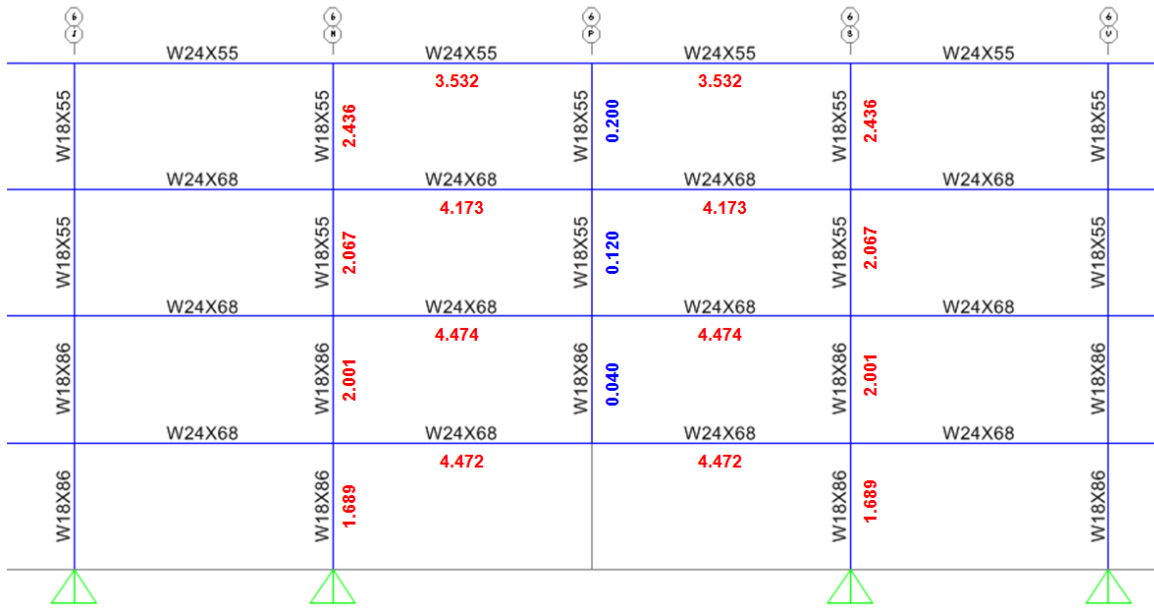 6 6 6 6 6
J M P S V
W24X55 W24X55 W24X55 W24X55
3.532 3.532
W18X55 W18X55 2.436 W18X55 0.200 W18X55 2.436 W18X55
W24X68 W24X68 W24X68 W24X68
4.173 4.173
W18X55 W18X55 2.067 W18X55 0.120 W18X55 2.067 W18X55
W24X68 W24X68 W24X68 W24X68
4.474 4.474
W18X86 W18X86 2.001 W18X86 0.040 W18X86 2.001 W18X86
W24X68 W24X68 W24X68 W24X68
4.472 4.472
W18X86 W18X86 1.689 W18X86 1.689 W18X86